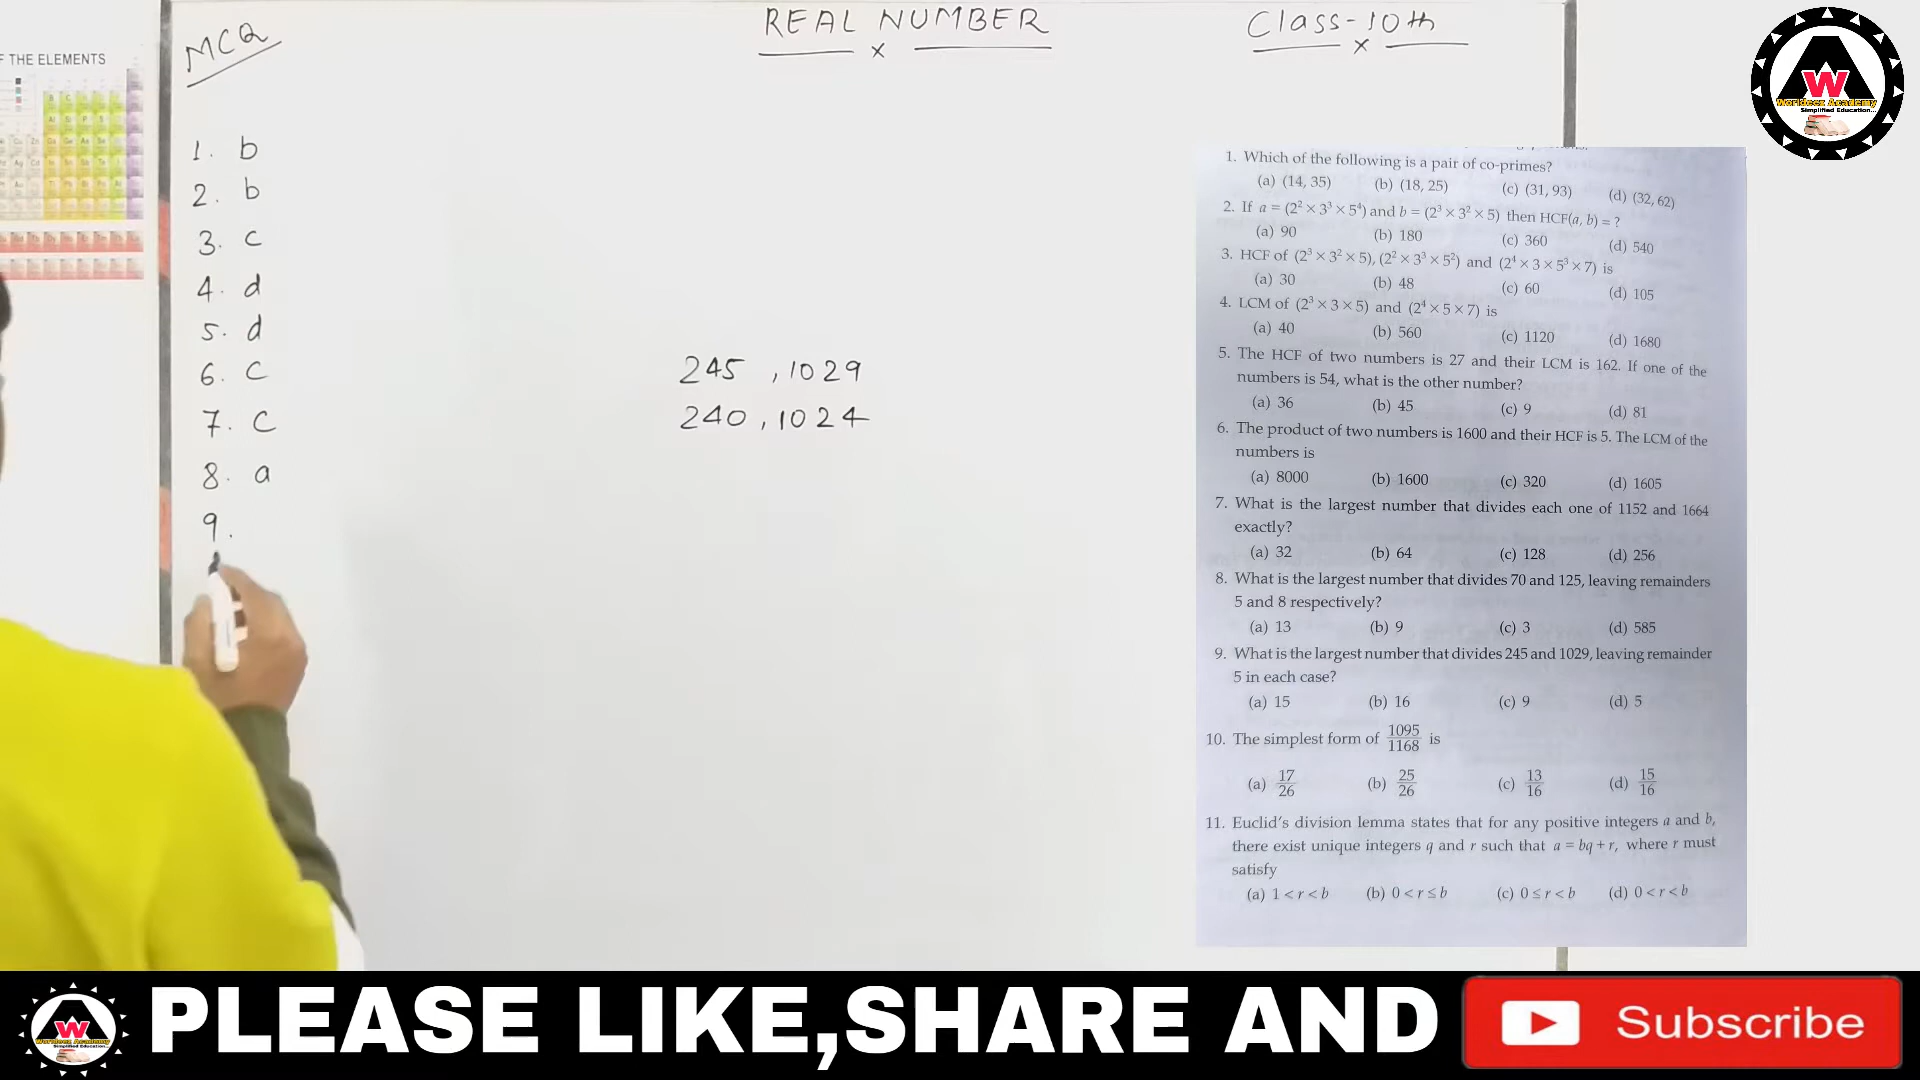 REAL NUMBER
Class-10th
MCQ
F THE ELEMENTS
1. b
2. b
3. c
4. d
5. d
6. c
7. c
8. a
9.
245 , 1029
240 , 1024
W
Worldeez Academy
Simplified Education...
1. Which of the following is a pair of co-primes?
(a) (14, 35) (b) (18, 25) (c) (31, 93) (d) (32, 62)
2. If a = (2² × 3³ × 5⁴) and b = (2³ × 3² × 5) then HCF(a, b) = ?
(a) 90 (b) 180 (c) 360 (d) 540
3. HCF of (2³ × 3² × 5), (2² × 3³ × 5²) and (2⁴ × 3 × 5³ × 7) is
(a) 30 (b) 48 (c) 60 (d) 105
4. LCM of (2³ × 3 × 5) and (2⁴ × 5 × 7) is
(a) 40 (b) 560 (c) 1120 (d) 1680
5. The HCF of two numbers is 27 and their LCM is 162. If one of the
numbers is 54, what is the other number?
(a) 36 (b) 45 (c) 9 (d) 81
6. The product of two numbers is 1600 and their HCF is 5. The LCM of the
numbers is
(a) 8000 (b) 1600 (c) 320 (d) 1605
7. What is the largest number that divides each one of 1152 and 1664
exactly?
(a) 32 (b) 64 (c) 128 (d) 256
8. What is the largest number that divides 70 and 125, leaving remainders
5 and 8 respectively?
(a) 13 (b) 9 (c) 3 (d) 585
9. What is the largest number that divides 245 and 1029, leaving remainder
5 in each case?
(a) 15 (b) 16 (c) 9 (d) 5
10. The simplest form of 1095/1168 is
(a) 17/26 (b) 25/26 (c) 13/16 (d) 15/16
11. Euclid's division lemma states that for any positive integers a and b,
there exist unique integers q and r such that a = bq + r, where r must
satisfy
(a) 1 < r < b (b) 0 < r ≤ b (c) 0 ≤ r < b (d) 0 < r < b
W
Worldeez Academy
Simplified Education...
PLEASE LIKE,SHARE AND
Subscribe